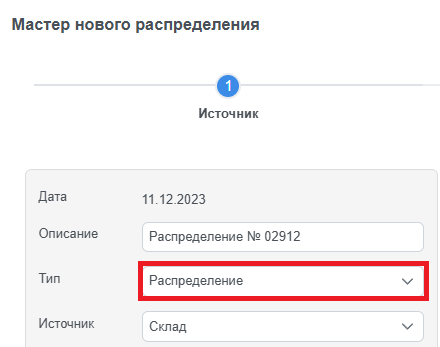 Мастер нового распределения
1
Источник
Дата 11.12.2023
Описание Распределение № 02912
Тип Распределение
Источник Склад